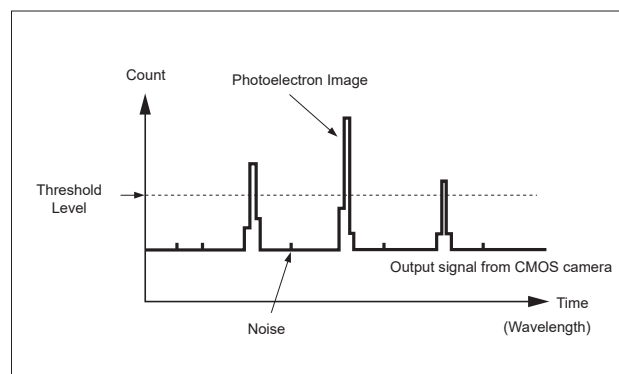 Count
Photoelectron Image
Threshold
Level
Output signal from CMOS camera
Noise
Time
(Wavelength)